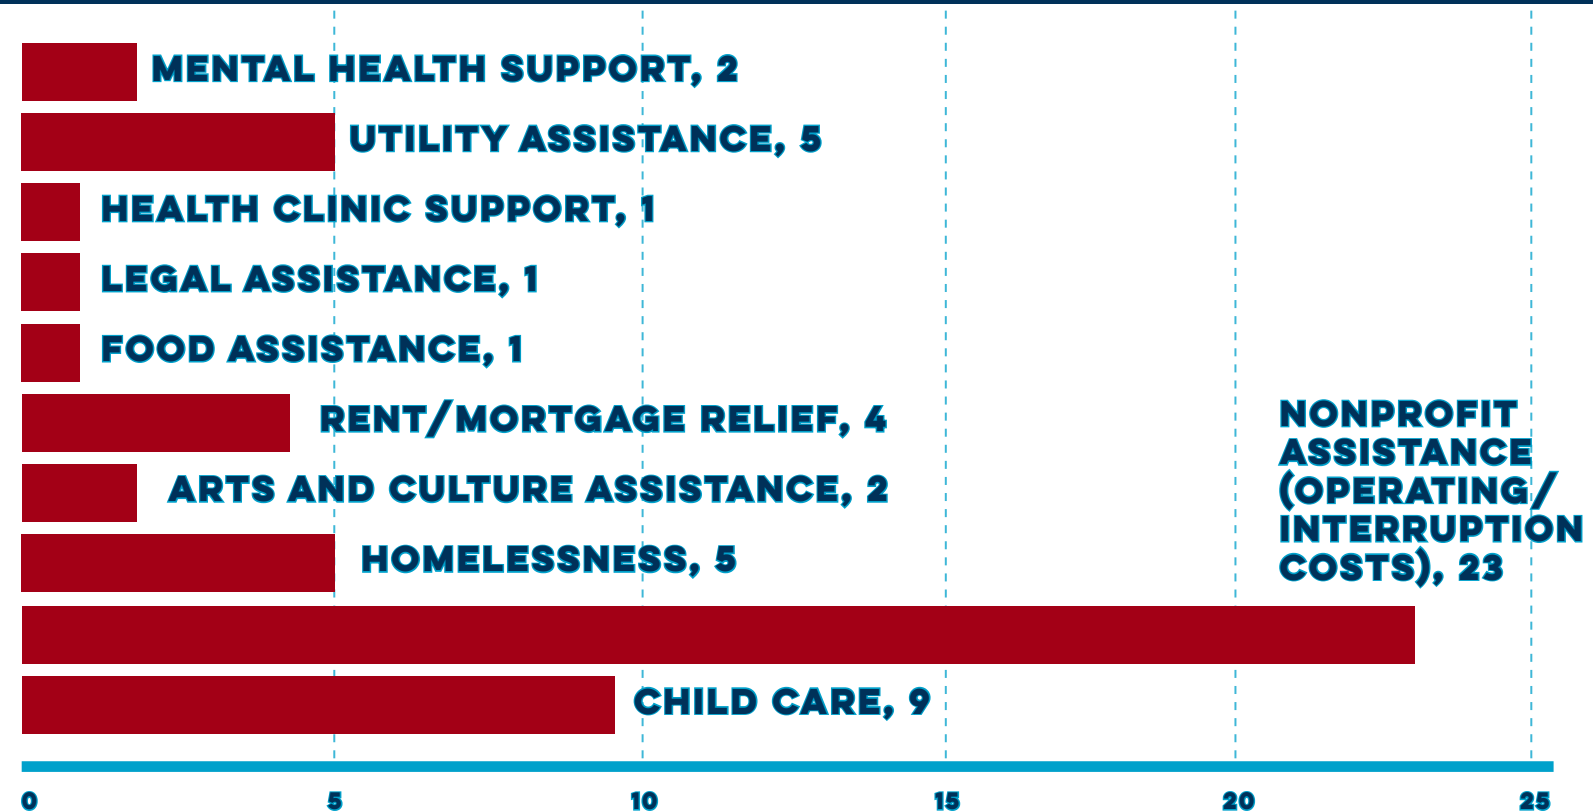 MENTAL HEALTH SUPPORT, 2
UTILITY ASSISTANCE, 5
HEALTH CLINIC SUPPORT, 1
LEGAL ASSISTANCE, 1
FOOD ASSISTANCE, 1
RENT/MORTGAGE RELIEF, 4
ARTS AND CULTURE ASSISTANCE, 2
HOMELESSNESS, 5
NONPROFIT
ASSISTANCE
(OPERATING/
INTERRUPTION
COSTS), 23
CHILD CARE, 9
0 5 10 15 20 25